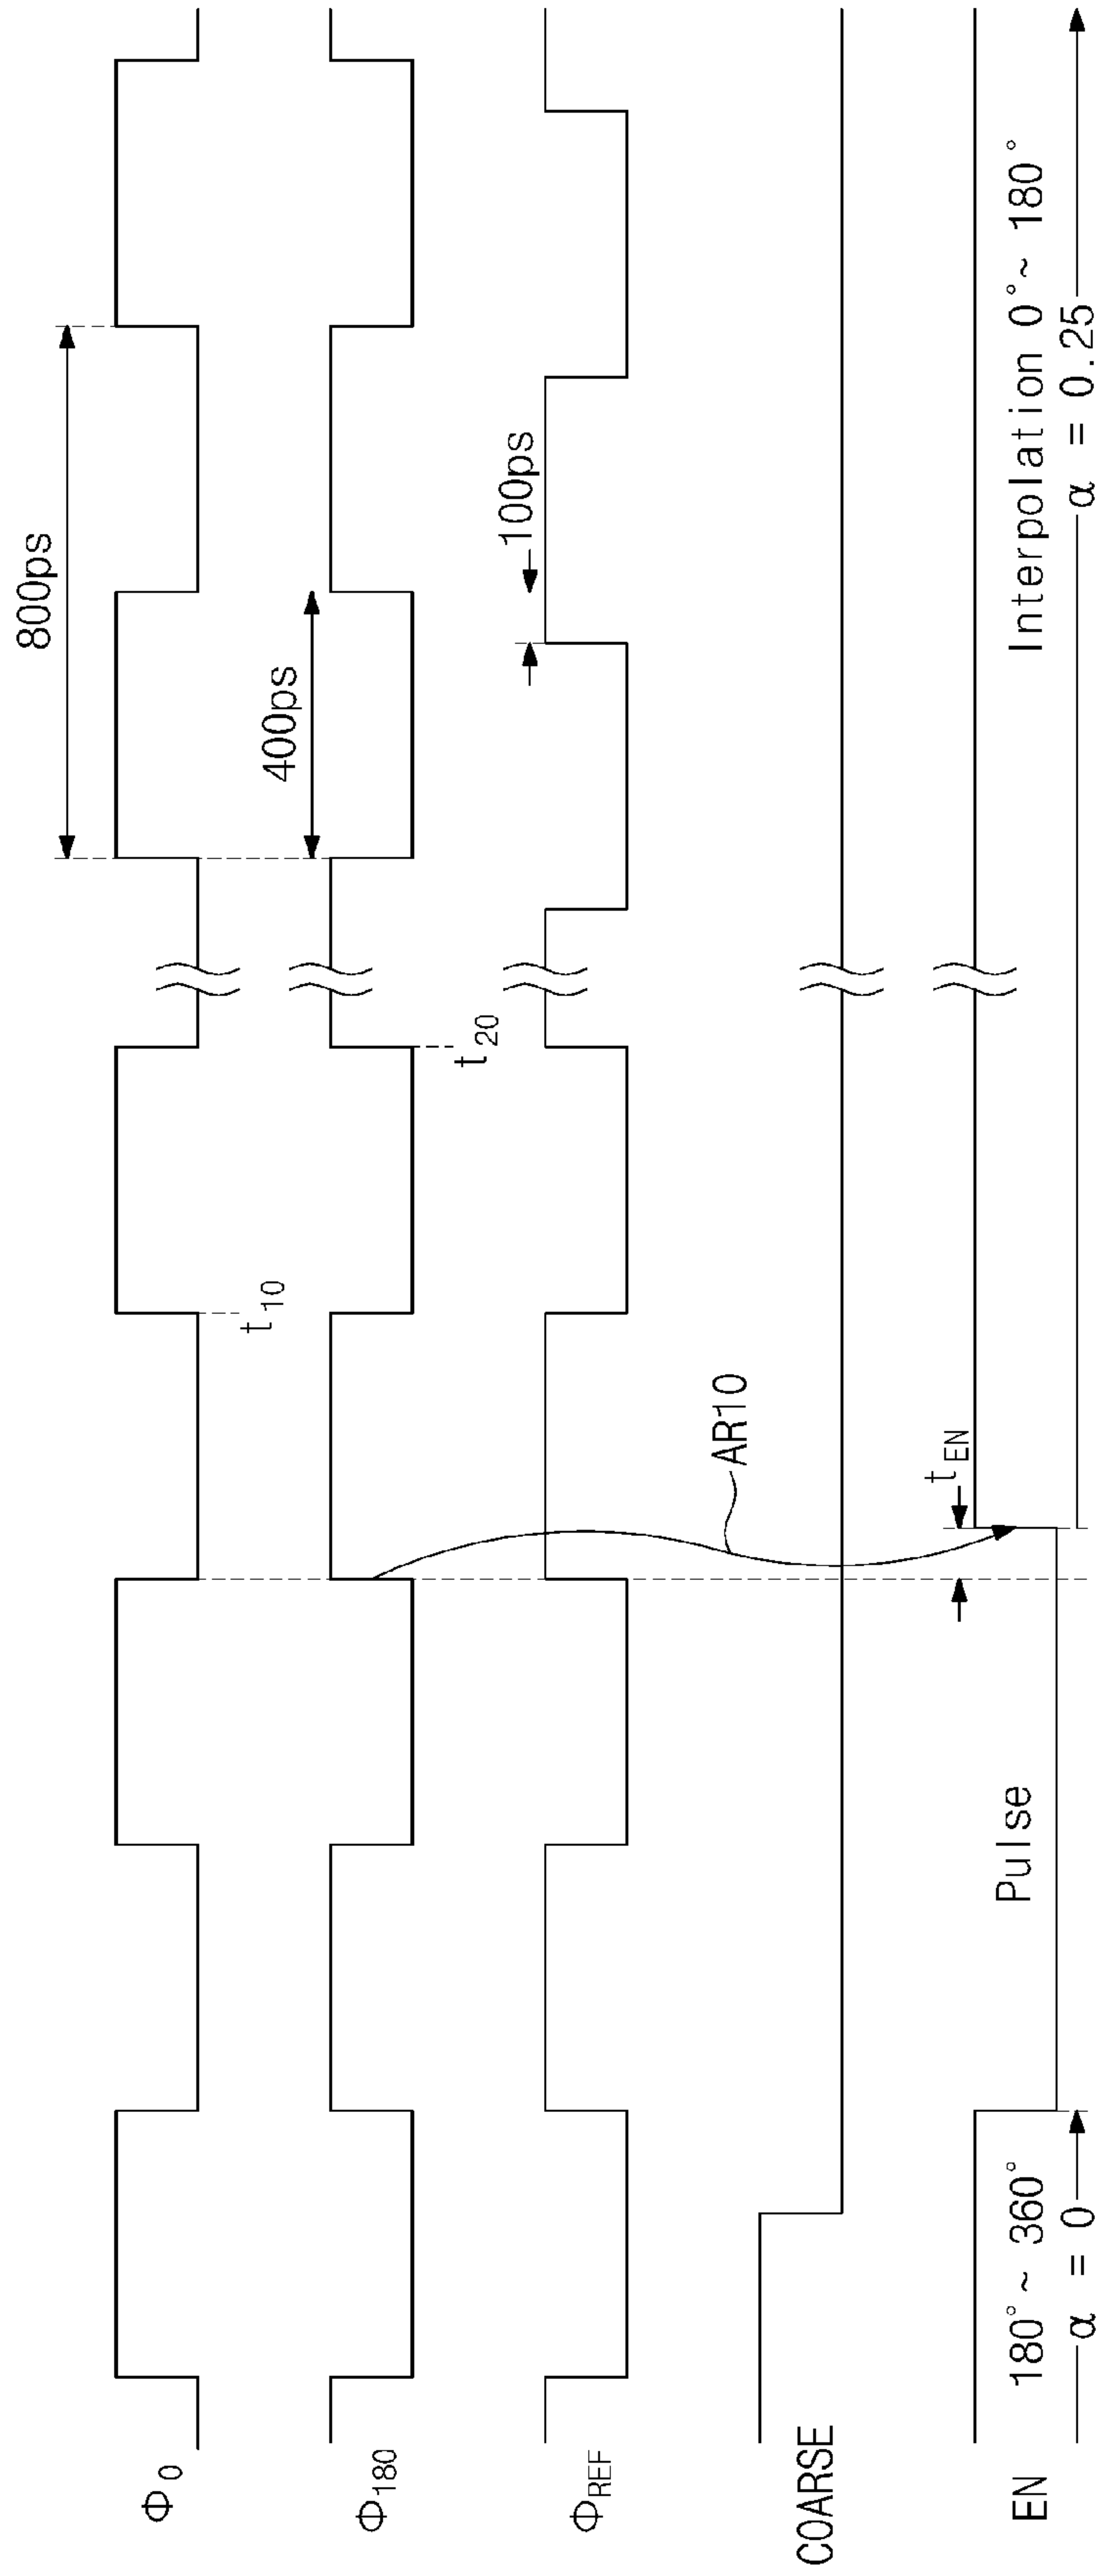 800ps
Φ0
t10
400ps
Φ180
t20
100ps
ΦREF
AR10
COARSE
tEN
EN
180°~ 360°
Pulse
Interpolation 0°~ 180°
α = 0
α = 0.25